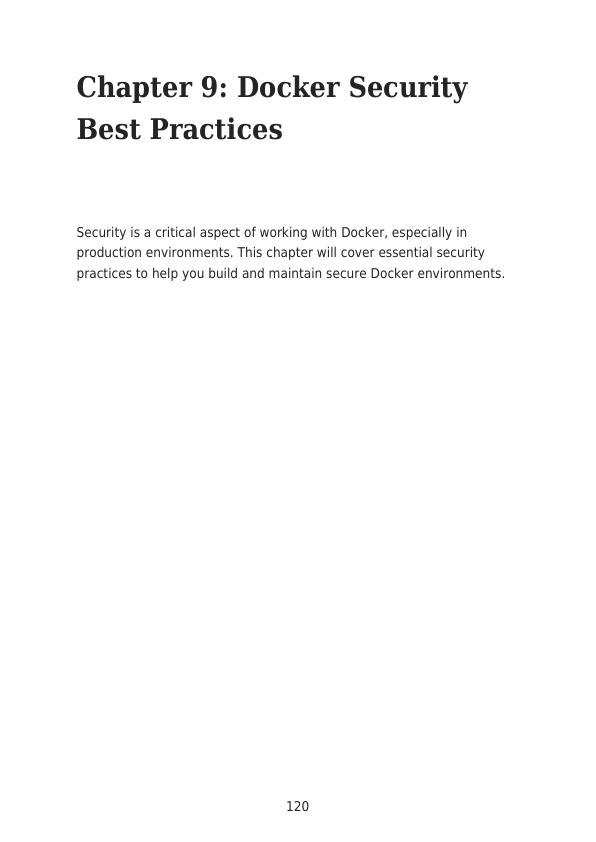 Chapter 9: Docker Security
Best Practices
Security is a critical aspect of working with Docker, especially in
production environments. This chapter will cover essential security
practices to help you build and maintain secure Docker environments.
120